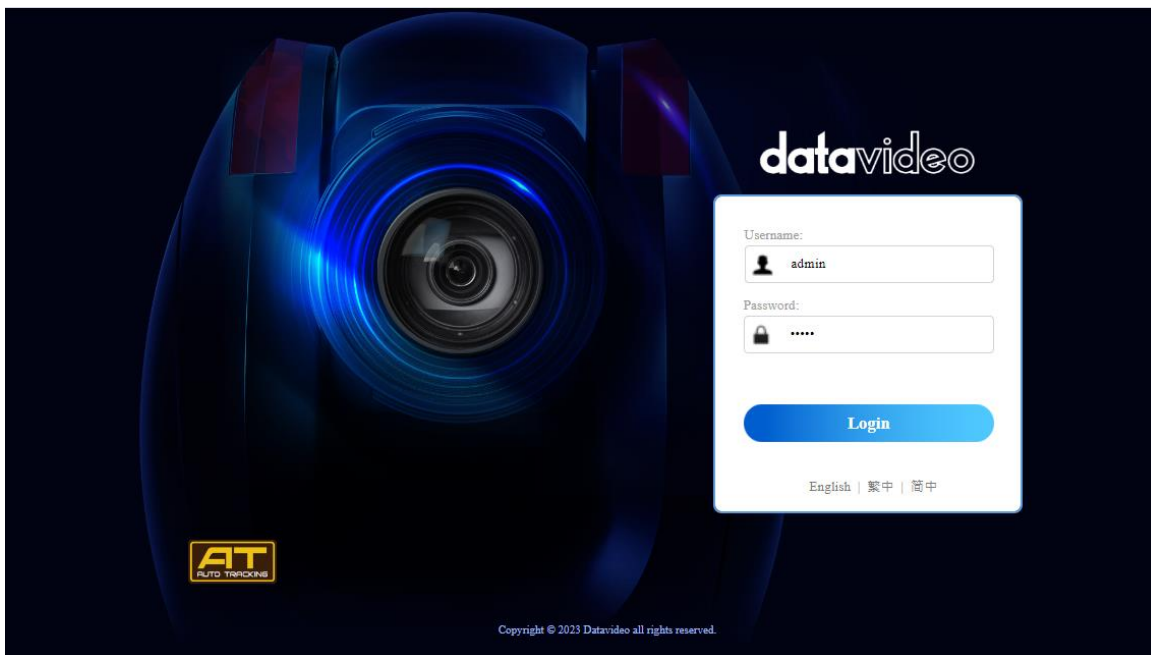 datavideo
Username:
admin
Password:
•••••
Login
English | 繁中 | 简中
AT
AUTO TRACKING
Copyright © 2023 Datavideo all rights reserved.